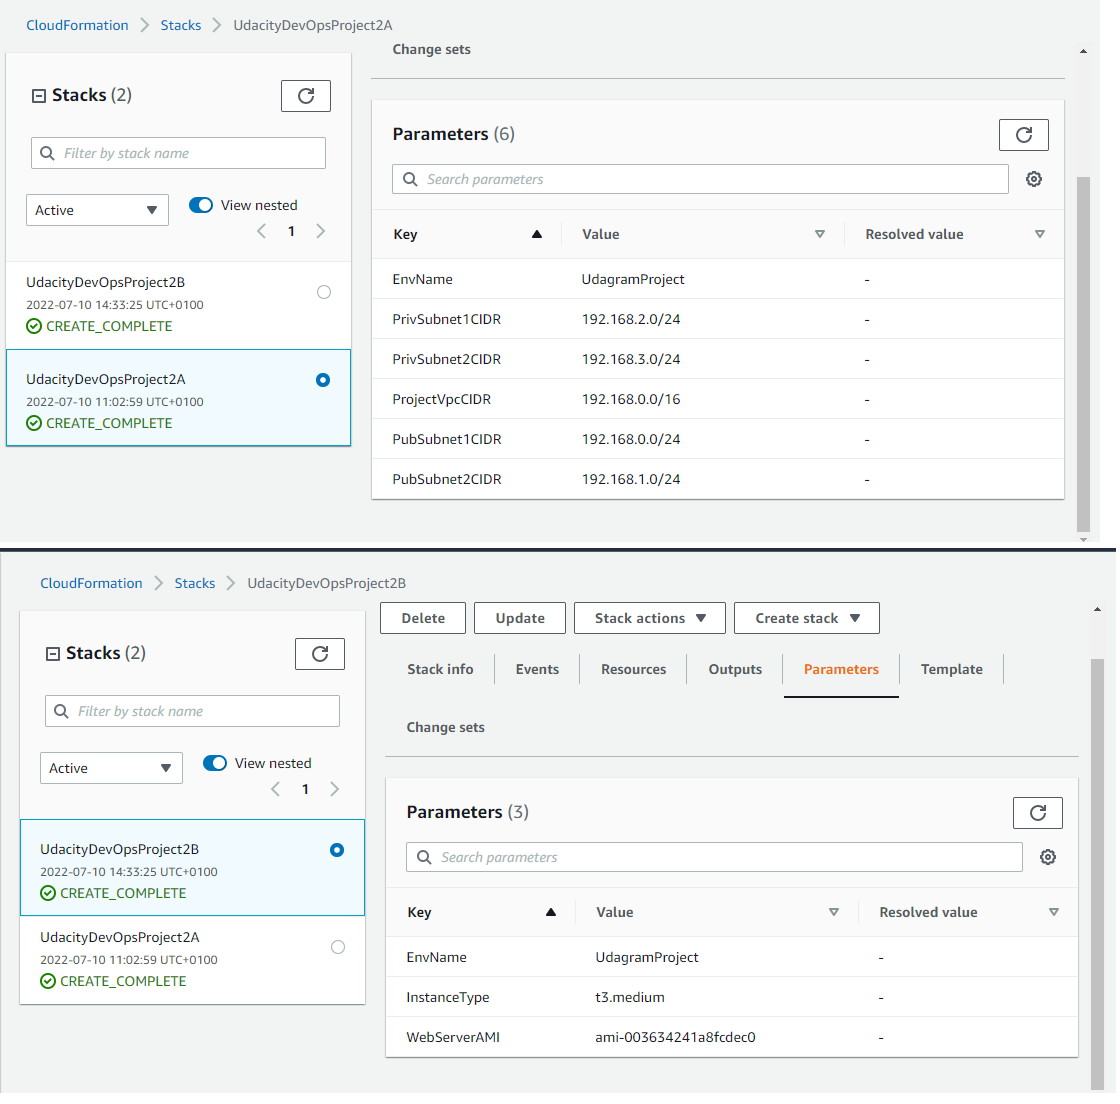 CloudFormation > Stacks > UdacityDevOpsProject2A
Change sets
Stacks (2)
Filter by stack name
Active
View nested
1
UdacityDevOpsProject2B
2022-07-10 14:33:25 UTC+0100
CREATE_COMPLETE
UdacityDevOpsProject2A
2022-07-10 11:02:59 UTC+0100
CREATE_COMPLETE
Parameters (6)
Search parameters
Key Value Resolved value
EnvName UdagramProject -
PrivSubnet1CIDR 192.168.2.0/24 -
PrivSubnet2CIDR 192.168.3.0/24 -
ProjectVpcCIDR 192.168.0.0/16 -
PubSubnet1CIDR 192.168.0.0/24 -
PubSubnet2CIDR 192.168.1.0/24 -
CloudFormation > Stacks > UdacityDevOpsProject2B
Stacks (2)
Filter by stack name
Active
View nested
1
UdacityDevOpsProject2B
2022-07-10 14:33:25 UTC+0100
CREATE_COMPLETE
UdacityDevOpsProject2A
2022-07-10 11:02:59 UTC+0100
CREATE_COMPLETE
Delete Update Stack actions Create stack
Stack info Events Resources Outputs Parameters Template
Change sets
Parameters (3)
Search parameters
Key Value Resolved value
EnvName UdagramProject -
InstanceType t3.medium -
WebServerAMI ami-003634241a8fcdec0 -